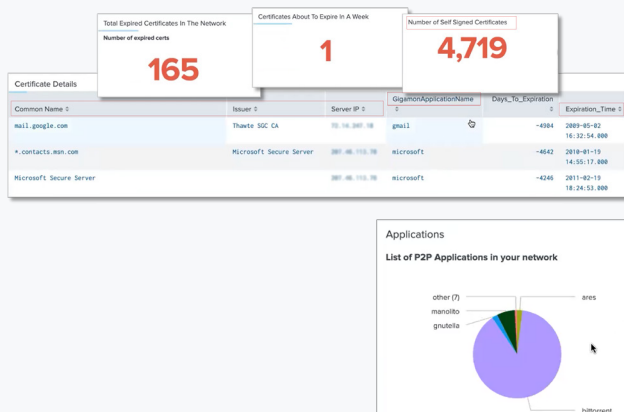 Total Expired Certificates In The Network
Number of expired certs
165
Certificates About To Expire In A Week
1
Number of Self Signed Certificates
4,719
Certificate Details
Common Name Issuer Server IP GigamonApplicationName Days_To_Expiration Expiration_Time
mail.google.com Thawte SGC CA gmail -4984 2009-05-02
16:32:54.000
*.contacts.msn.com Microsoft Secure Server microsoft -4642 2010-01-19
14:55:17.000
Microsoft Secure Server microsoft -4246 2011-02-19
18:24:53.000
Applications
List of P2P Applications in your network
other (7) ares
manolito
gnutella
bittorrent